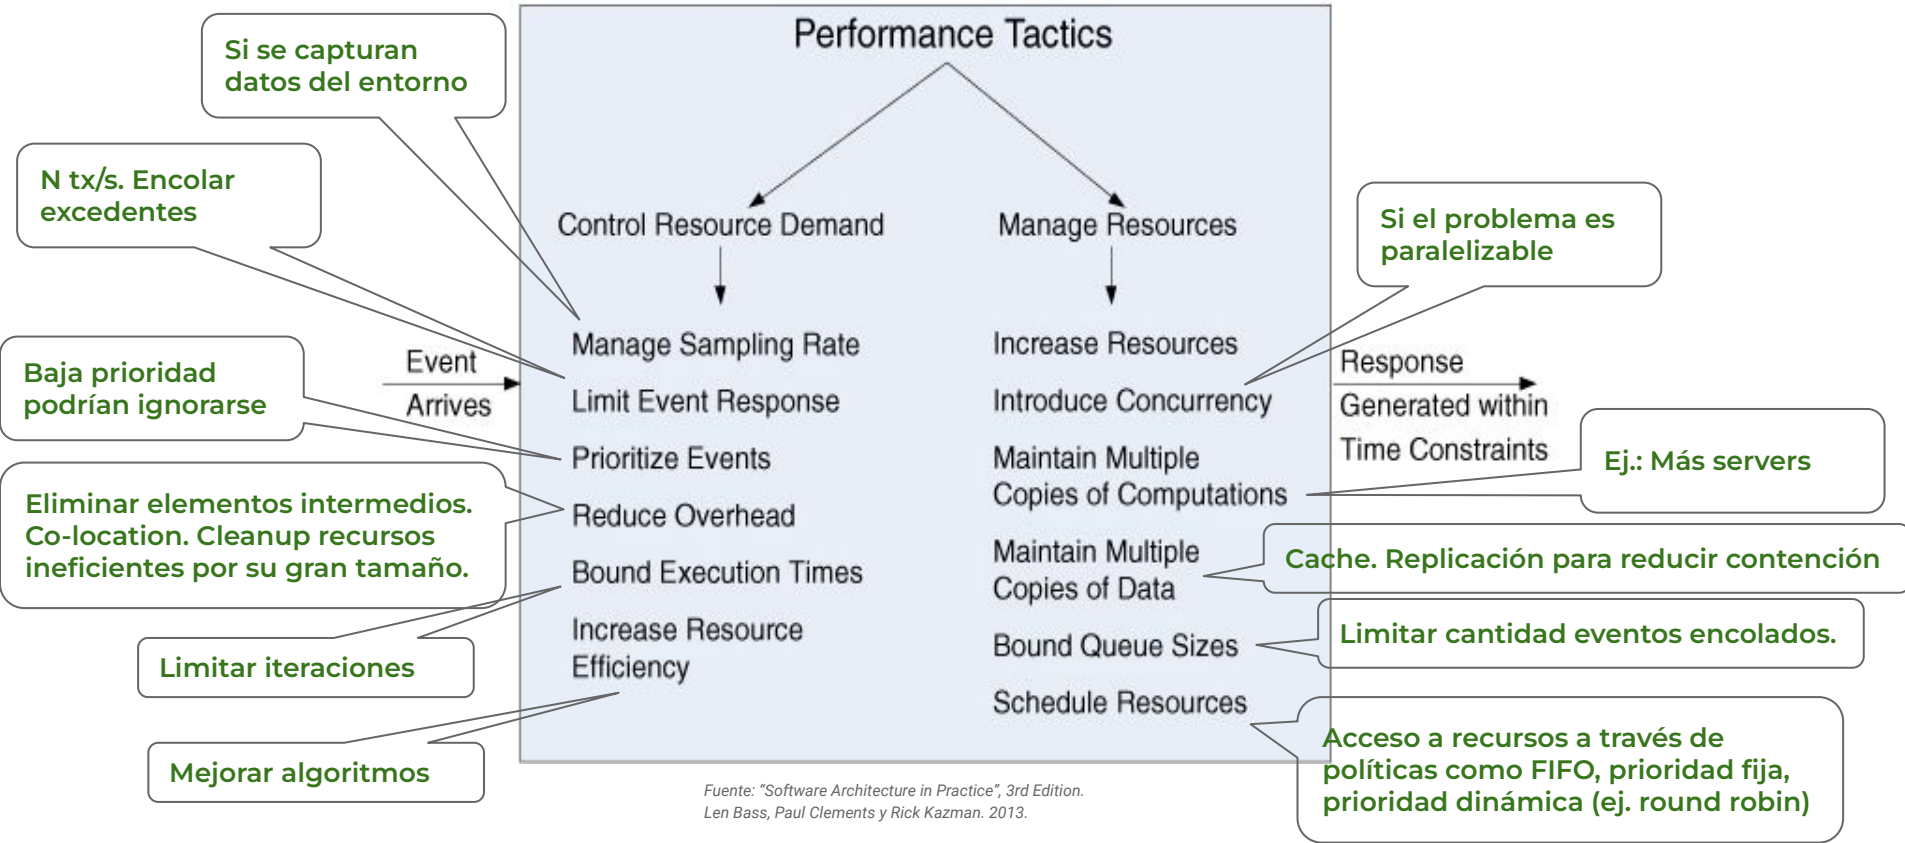 Performance Tactics
Si se capturan
datos del entorno
N tx/s. Encolar
excedentes
Baja prioridad
podrían ignorarse
Eliminar elementos intermedios.
Co-location. Cleanup recursos
ineficientes por su gran tamaño.
Limitar iteraciones
Mejorar algoritmos
Event
Arrives
Control Resource Demand
Manage Sampling Rate
Limit Event Response
Prioritize Events
Reduce Overhead
Bound Execution Times
Increase Resource
Efficiency
Manage Resources
Increase Resources
Introduce Concurrency
Maintain Multiple
Copies of Computations
Maintain Multiple
Copies of Data
Bound Queue Sizes
Schedule Resources
Response
Generated within
Time Constraints
Si el problema es
paralelizable
Ej.: Más servers
Cache. Replicación para reducir contención
Limitar cantidad eventos encolados.
Acceso a recursos a través de
políticas como FIFO, prioridad fija,
prioridad dinámica (ej. round robin)
Fuente: “Software Architecture in Practice”, 3rd Edition.
Len Bass, Paul Clements y Rick Kazman. 2013.